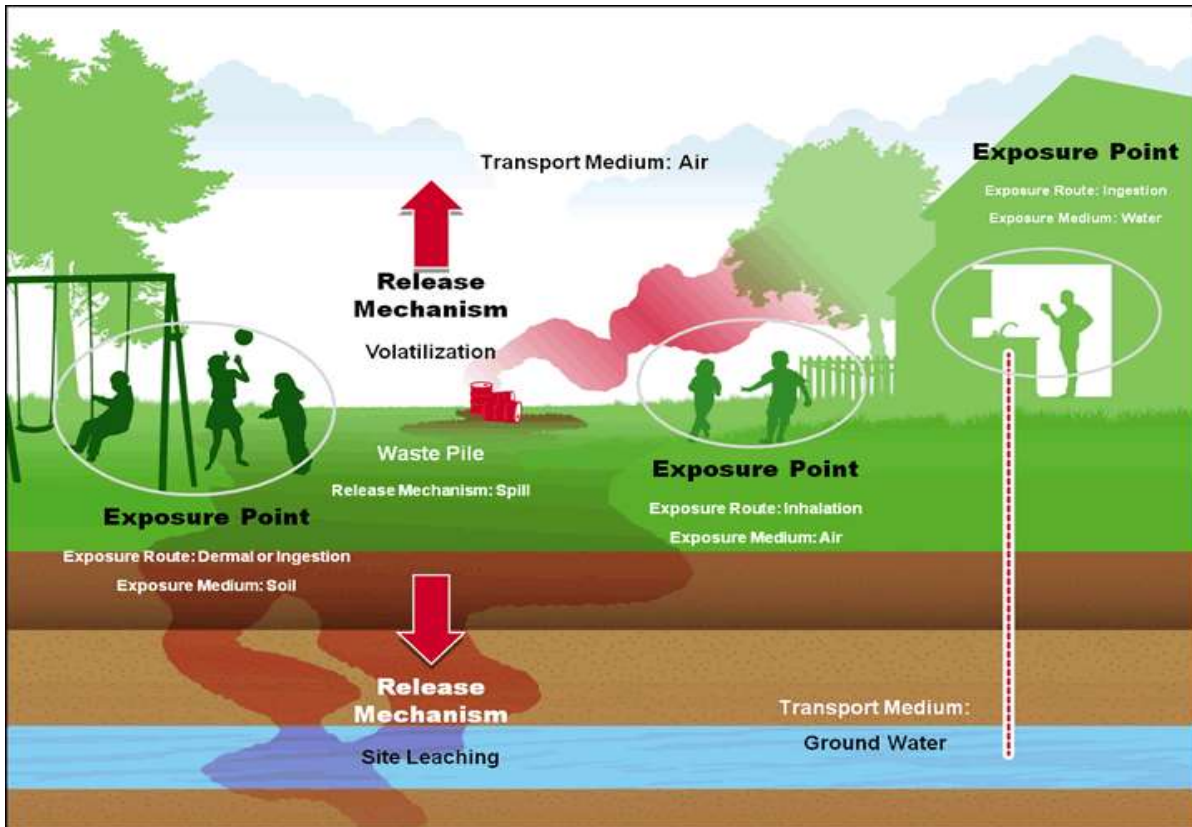 Transport Medium: Air
Exposure Point
Exposure Route: Ingestion
Exposure Medium: Water
Release
Mechanism
Volatilization
Waste Pile
Release Mechanism: Spill
Exposure Point
Exposure Route: Inhalation
Exposure Medium: Air
Exposure Point
Exposure Route: Dermal or Ingestion
Exposure Medium: Soil
Release
Mechanism
Site Leaching
Transport Medium:
Ground Water